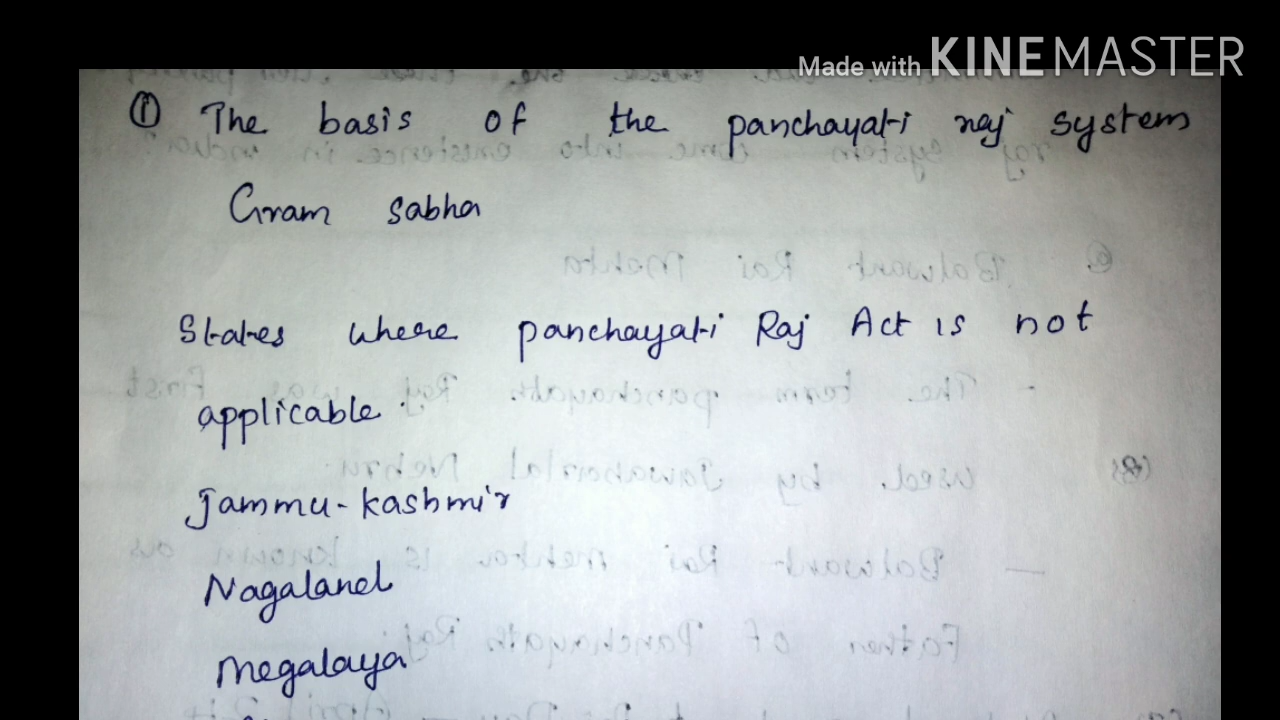 Made with KINEMASTER
① The basis of the panchayati raj system
Gram sabha
States where panchayati Raj Act is not
applicable.
Jammu-kashmir
Nagaland
Megalaya